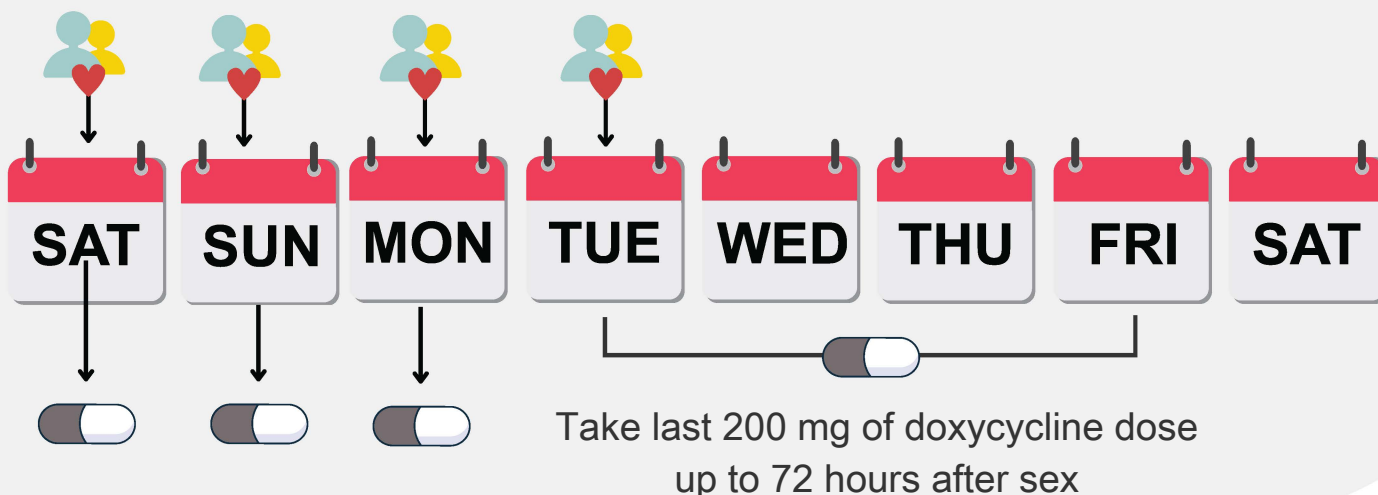 SAT SUN MON TUE WED THU FRI SAT
Take last 200 mg of doxycycline dose
up to 72 hours after sex